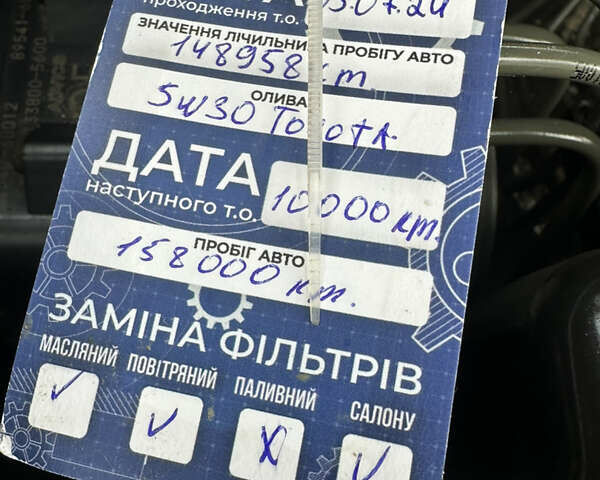 проходження т.о.
ЗНАЧЕННЯ ЛІЧИЛЬНИКА ПРОБІГУ АВТО
148958 km
ОЛИВА
5W30 Toyota
ДАТА
наступного т.о.
10000 km.
ПРОБІГ АВТО
158000 km.
ЗАМІНА ФІЛЬТРІВ
МАСЛЯНИЙ ПОВІТРЯНИЙ ПАЛИВНИЙ САЛОНУ
✓ ✓ X ✓